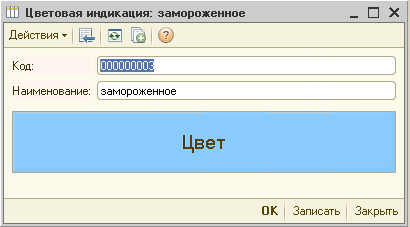 Цветовая индикация: замороженное
Действия
Код: 000000003
Наименование: замороженное
Цвет
OK Записать Закрыть